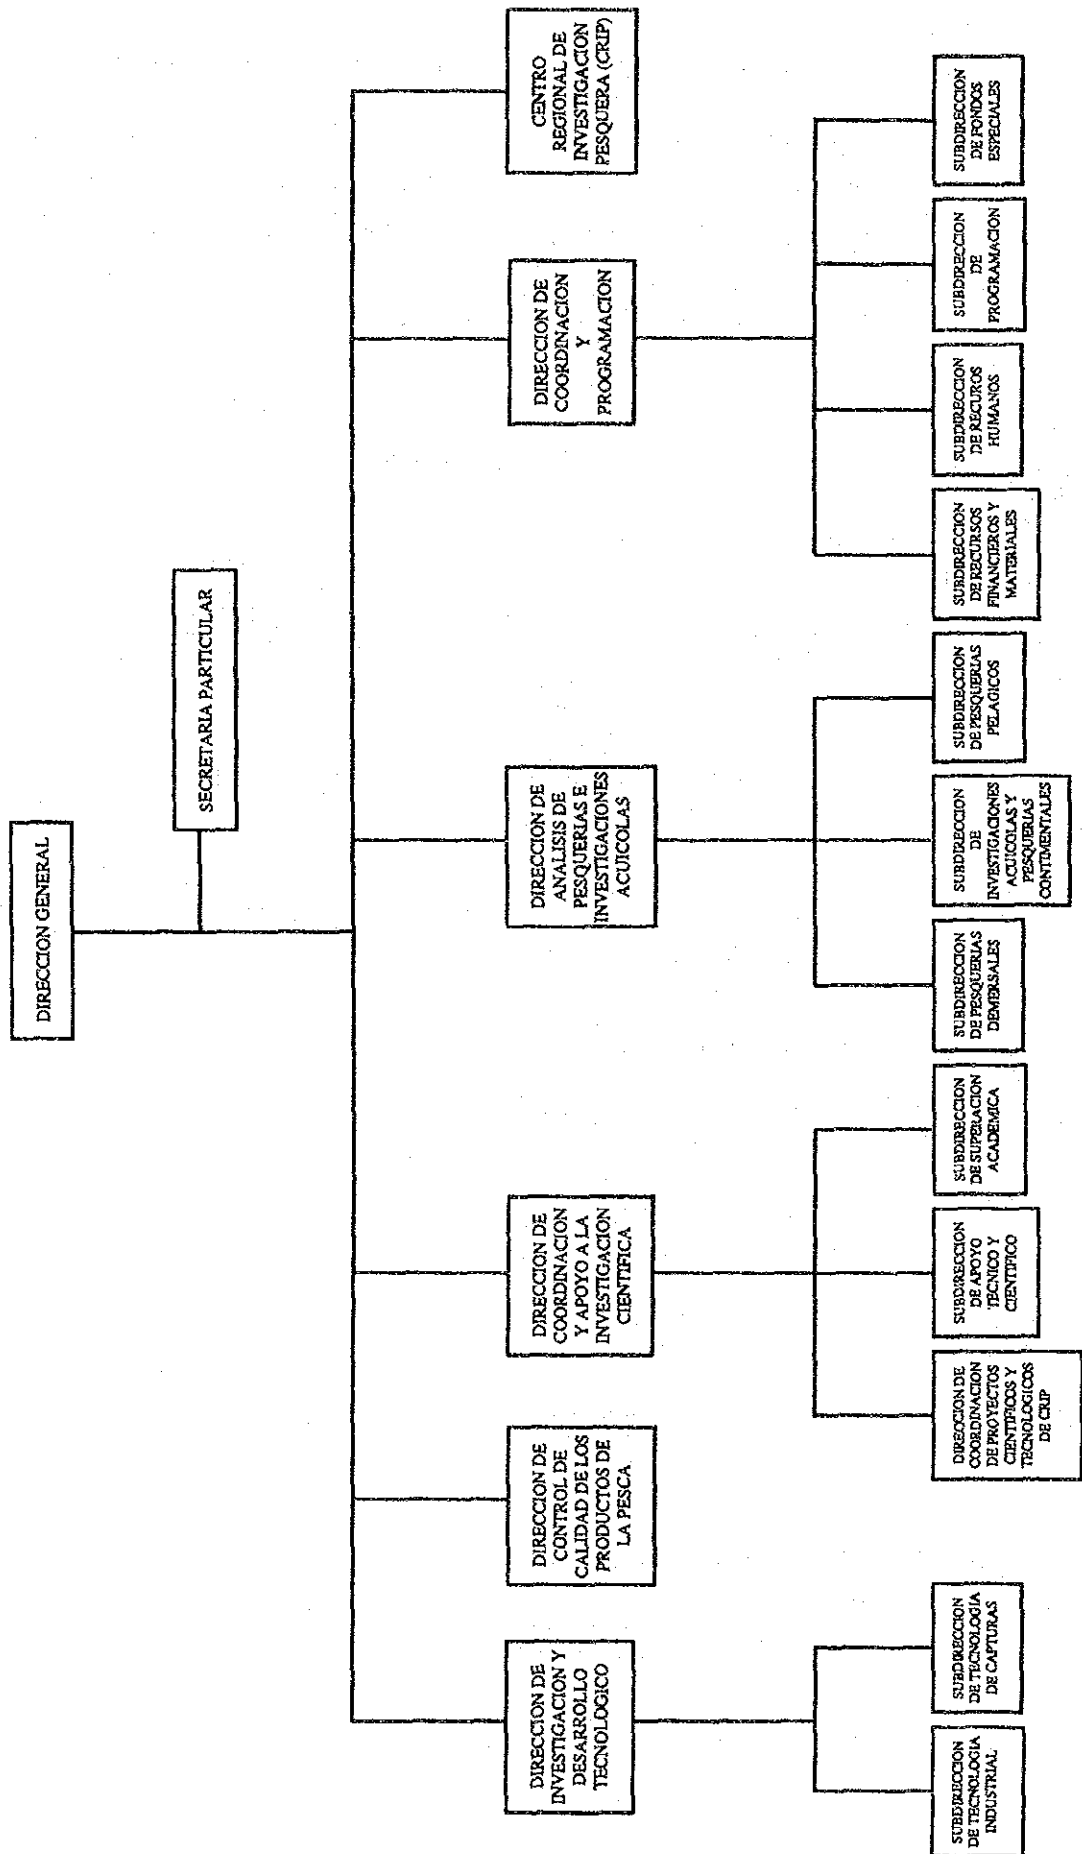 DIRECCION GENERAL
SECRETARIA PARTICULAR
DIRECCION DE
INVESTIGACION Y
DESARROLLO
TECNOLOGICO
DIRECCION DE
CONTROL DE
CALIDAD DE LOS
PRODUCTOS DE
LA PESCA
DIRECCION DE
COORDINACION
Y APOYO A LA
INVESTIGACION
CIENTIFICA
DIRECCION DE
ANALISIS DE
PESQUERIAS E
INVESTIGACIONES
ACUICOLAS
DIRECCION DE
COORDINACION
Y
PROGRAMACION
CENTRO
REGIONAL DE
INVESTIGACION
PESQUERA (CRIP)
SUBDIRECCION
DE TECNOLOGIA
INDUSTRIAL
SUBDIRECCION
DE TECNOLOGIA
DE CAPTURAS
DIRECCION DE
COORDINACION
DE PROYECTOS
CIENTIFICOS Y
TECNOLOGICOS
DE CRIP
SUBDIRECCION
DE APOYO
TECNICO Y
CIENTIFICO
SUBDIRECCION
DE SUPERACION
ACADEMICA
SUBDIRECCION
DE PESQUERIAS
DEMERSALES
SUBDIRECCION
DE
INVESTIGACIONES
ACUICOLAS Y
PESQUERIAS
CONTIMENTALES
SUBDIRECCION
DE PESQUERIAS
PELAGICOS
SUBDIRECCION
DE RECURSOS
FINANCIEROS Y
MATERIALES
SUBDIRECCION
DE RECUROS
HUMANOS
SUBDIRECCION
DE
PROGRAMACION
SUBDIRECCION
DE FONDOS
ESPECIALES